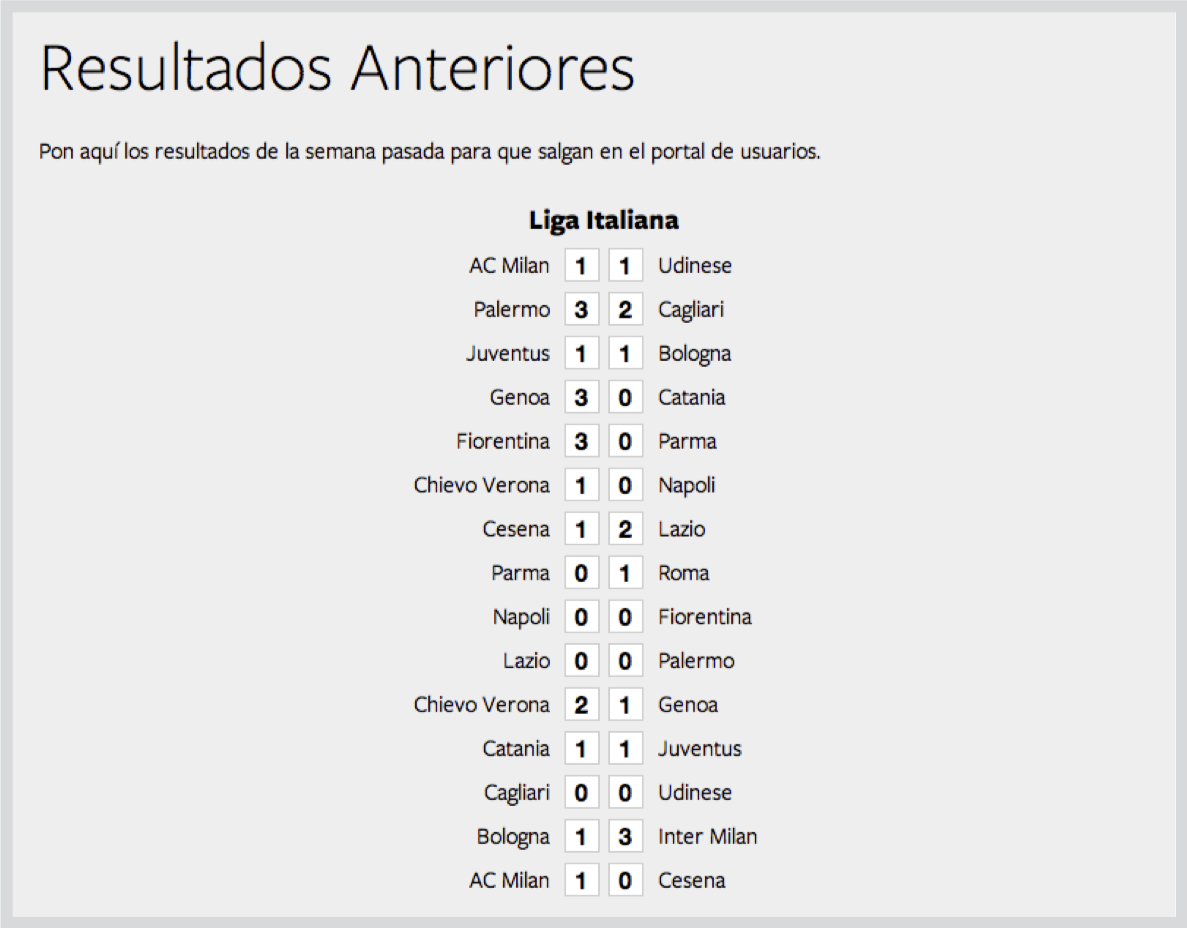 Resultados Anteriores
Pon aquí los resultados de la semana pasada para que salgan en el portal de usuarios.
Liga Italiana
AC Milan 1 1 Udinese
Palermo 3 2 Cagliari
Juventus 1 1 Bologna
Genoa 3 0 Catania
Fiorentina 3 0 Parma
Chievo Verona 1 0 Napoli
Cesena 1 2 Lazio
Parma 0 1 Roma
Napoli 0 0 Fiorentina
Lazio 0 0 Palermo
Chievo Verona 2 1 Genoa
Catania 1 1 Juventus
Cagliari 0 0 Udinese
Bologna 1 3 Inter Milan
AC Milan 1 0 Cesena